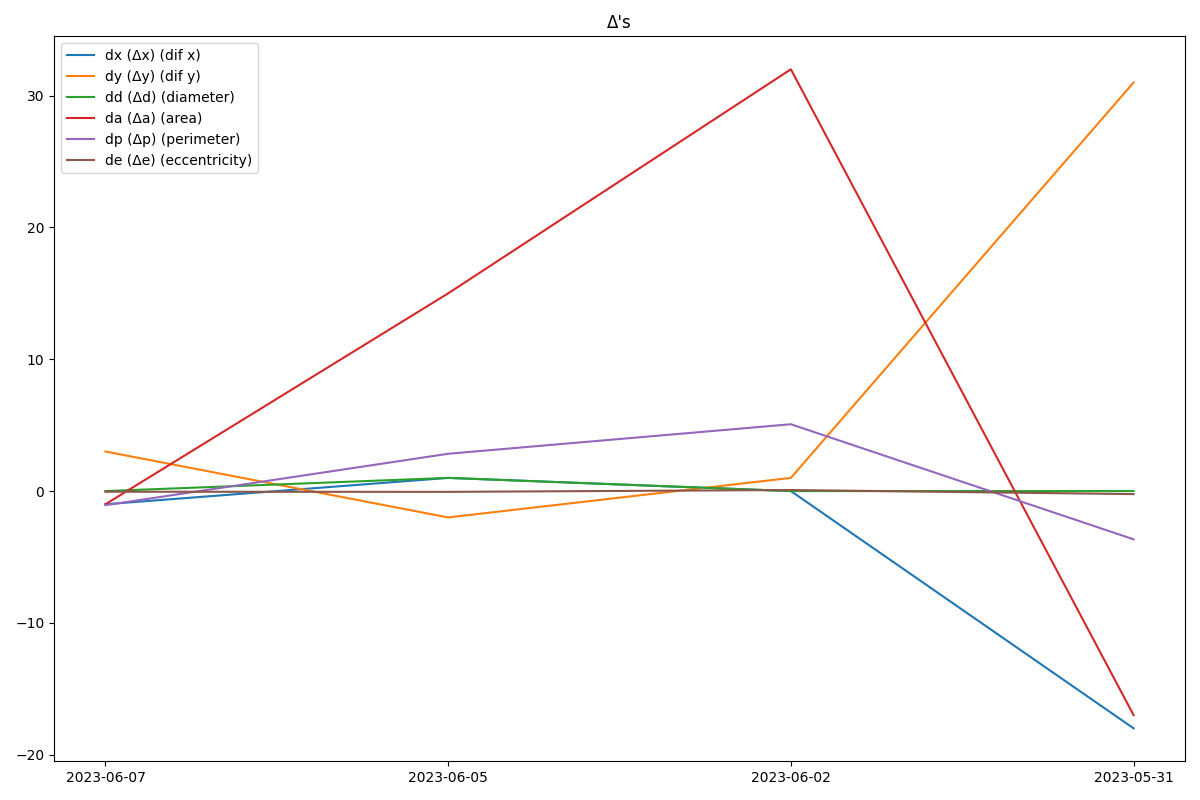 Δ's
dx (Δx) (dif x)
dy (Δy) (dif y)
dd (Δd) (diameter)
da (Δa) (area)
dp (Δp) (perimeter)
de (Δe) (eccentricity)
30
20
10
0
−10
−20
2023-06-07 2023-06-05 2023-06-02 2023-05-31